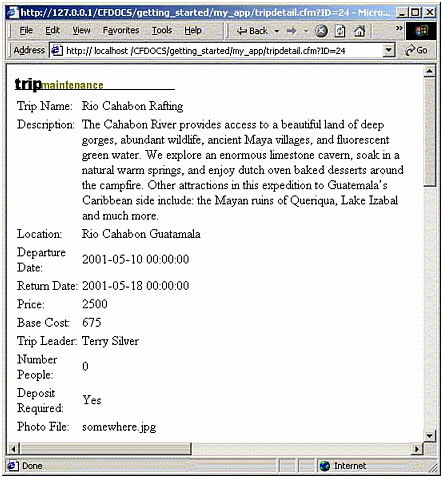 http://127.0.0.1/CFDOCS/getting_started/my_app/tripdetail.cfm?ID=24 - Micro...
File Edit View Favorites Tools Help Back
Address http:// localhost /CFDOCS/getting_started/my_app/tripdetail.cfm?ID=24 Go
tripmaintenance
Trip Name: Rio Cahabon Rafting
Description: The Cahabon River provides access to a beautiful land of deep
gorges, abundant wildlife, ancient Maya villages, and fluorescent
green water. We explore an enormous limestone cavern, soak in a
natural warm springs, and enjoy dutch oven baked desserts around
the campfire. Other attractions in this expedition to Guatemala's
Caribbean side include: the Mayan ruins of Queriqua, Lake Izabal
and much more.
Location: Rio Cahabon Guatamala
Departure
Date: 2001-05-10 00:00:00
Return Date: 2001-05-18 00:00:00
Price: 2500
Base Cost: 675
Trip Leader: Terry Silver
Number
People: 0
Deposit
Required: Yes
Photo File: somewhere.jpg
Done Internet